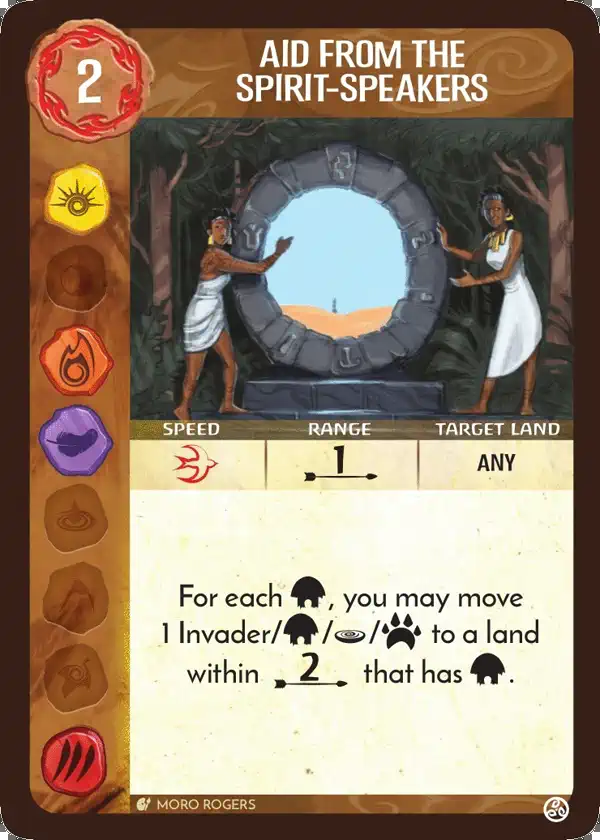 2
AID FROM THE
SPIRIT-SPEAKERS
SPEED
RANGE
TARGET LAND
1
ANY
For each , you may move
1 Invader/ / / to a land
within 2 that has .
MORO ROGERS